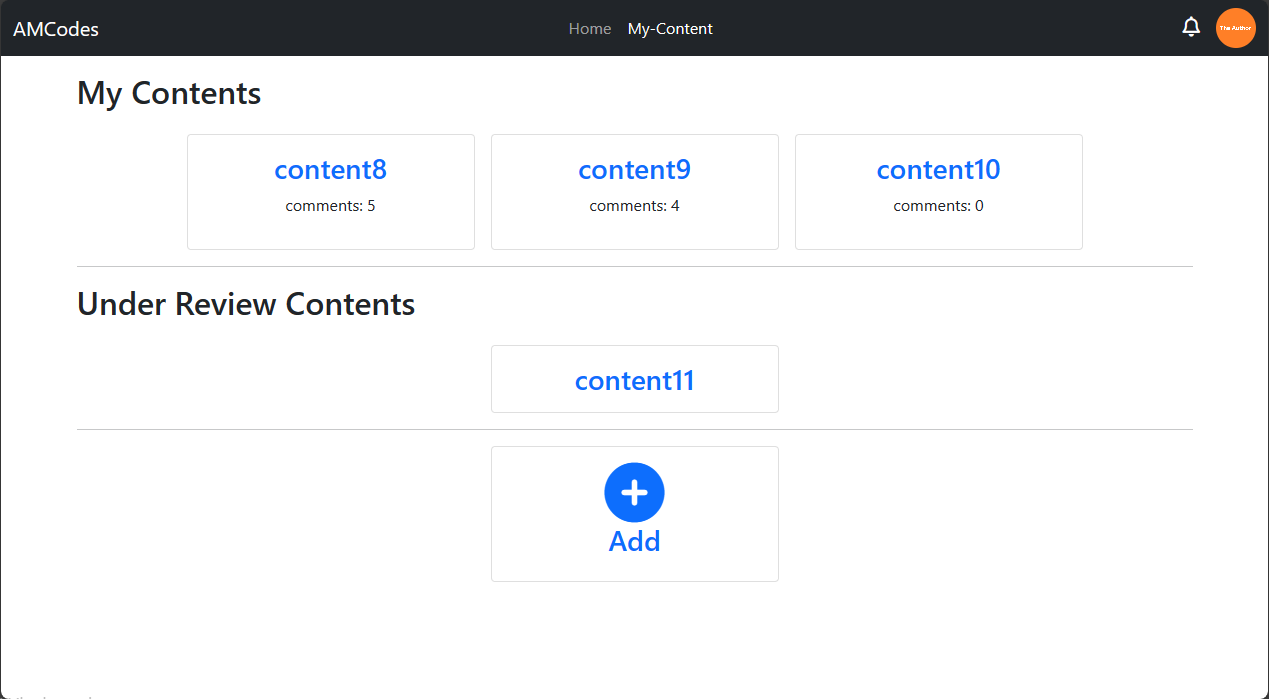 AMCodes Home My-Content The Author
My Contents
content8 content9 content10
comments: 5 comments: 4 comments: 0
Under Review Contents
content11
Add